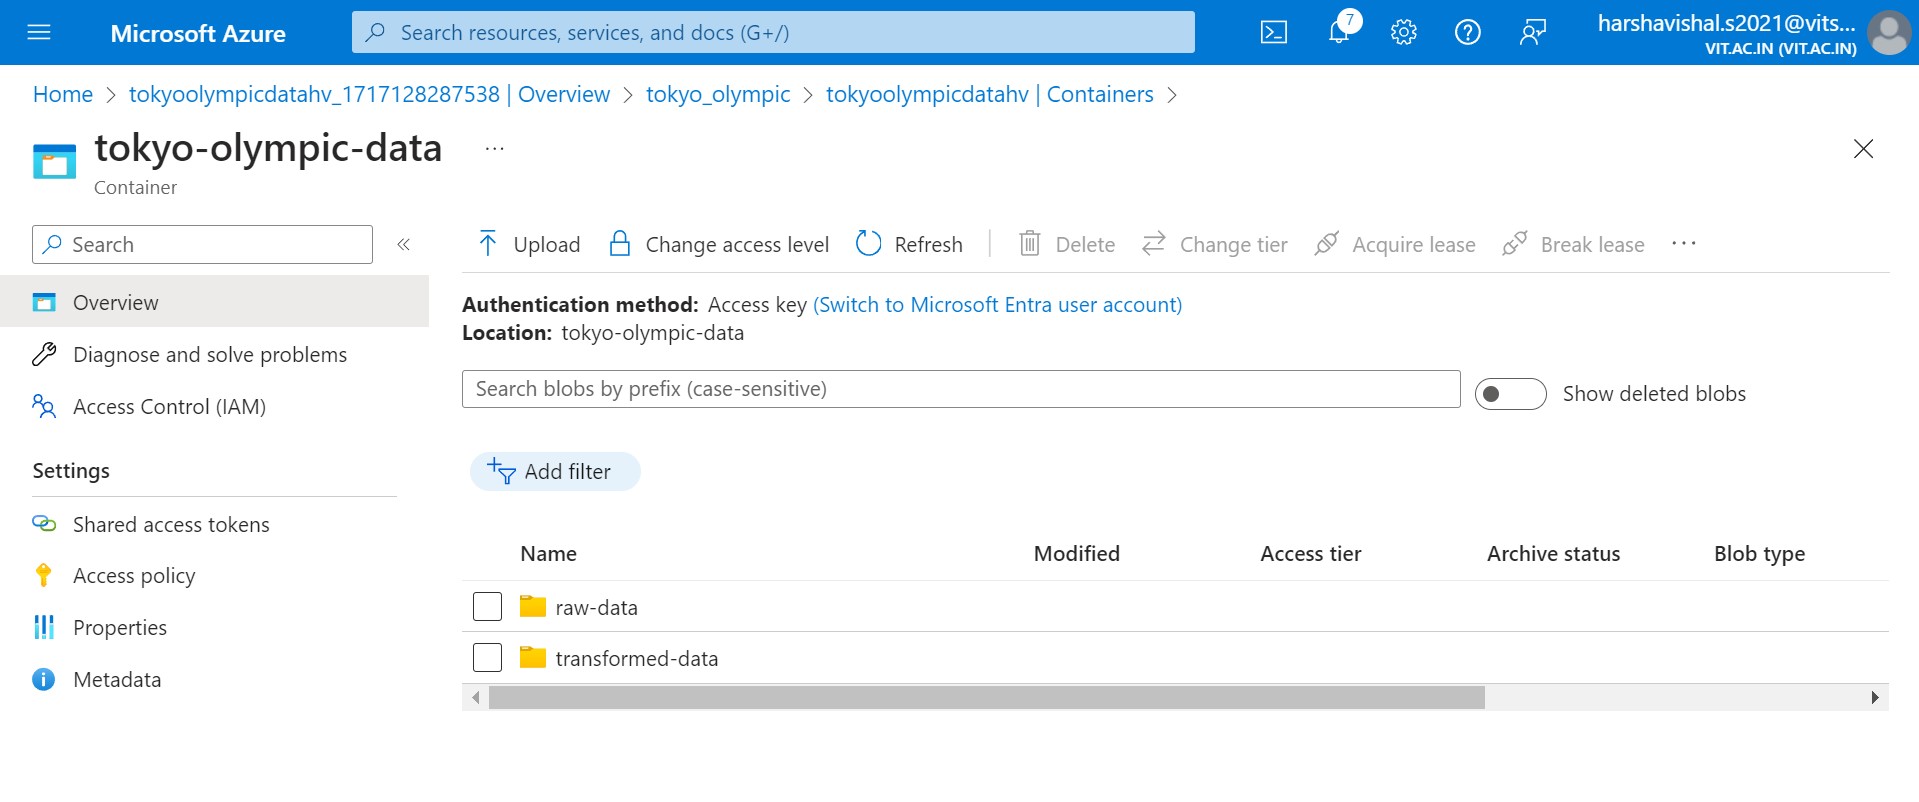 Microsoft Azure
Search resources, services, and docs (G+/)
7
harshavishal.s2021@vits...
VIT.AC.IN (VIT.AC.IN)
Home > tokyoolympicdatahv_1717128287538 | Overview > tokyo_olympic > tokyoolympicdatahv | Containers >
tokyo-olympic-data ...
Container
Search
«
Upload
Change access level
Refresh
Delete
Change tier
Acquire lease
Break lease
...
Overview
Diagnose and solve problems
Access Control (IAM)
Settings
Shared access tokens
Access policy
Properties
Metadata
Authentication method: Access key (Switch to Microsoft Entra user account)
Location: tokyo-olympic-data
Search blobs by prefix (case-sensitive)
Show deleted blobs
Add filter
Name Modified Access tier Archive status Blob type
raw-data
transformed-data